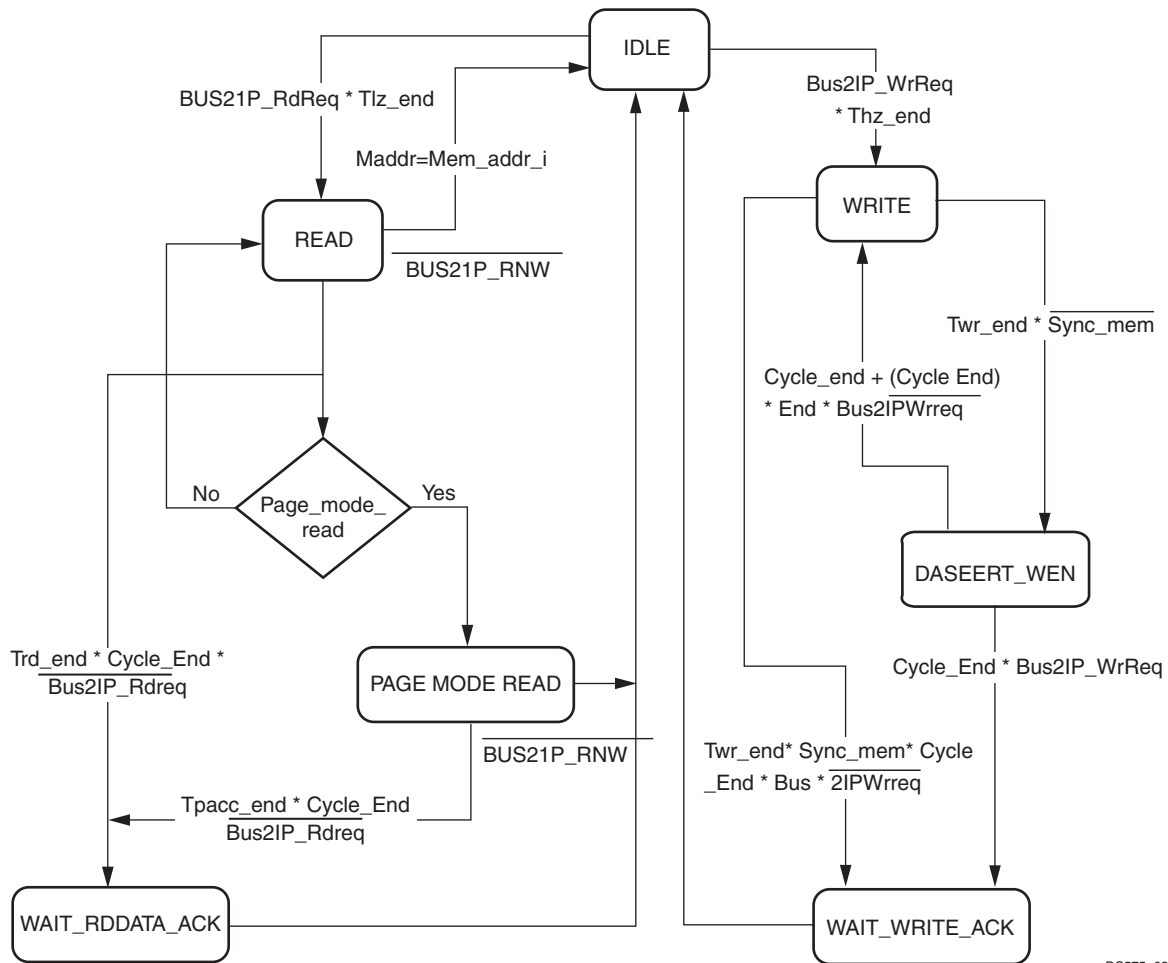 IDLE
BUS21P_RdReq * Tlz_end
Bus2IP_WrReq
* Thz_end
Maddr=Mem_addr_i
READ
BUS21P_RNW
WRITE
Twr_end * Sync_mem
Cycle_end + (Cycle End)
* End * Bus2IPWrreq
No
Page_mode_
read
Yes
DASEERT_WEN
Trd_end * Cycle_End *
Bus2IP_Rdreq
PAGE MODE READ
Cycle_End * Bus2IP_WrReq
BUS21P_RNW
Twr_end* Sync_mem* Cycle
_End * Bus * 2IPWrreq
Tpacc_end * Cycle_End
Bus2IP_Rdreq
WAIT_RDDATA_ACK
WAIT_WRITE_ACK